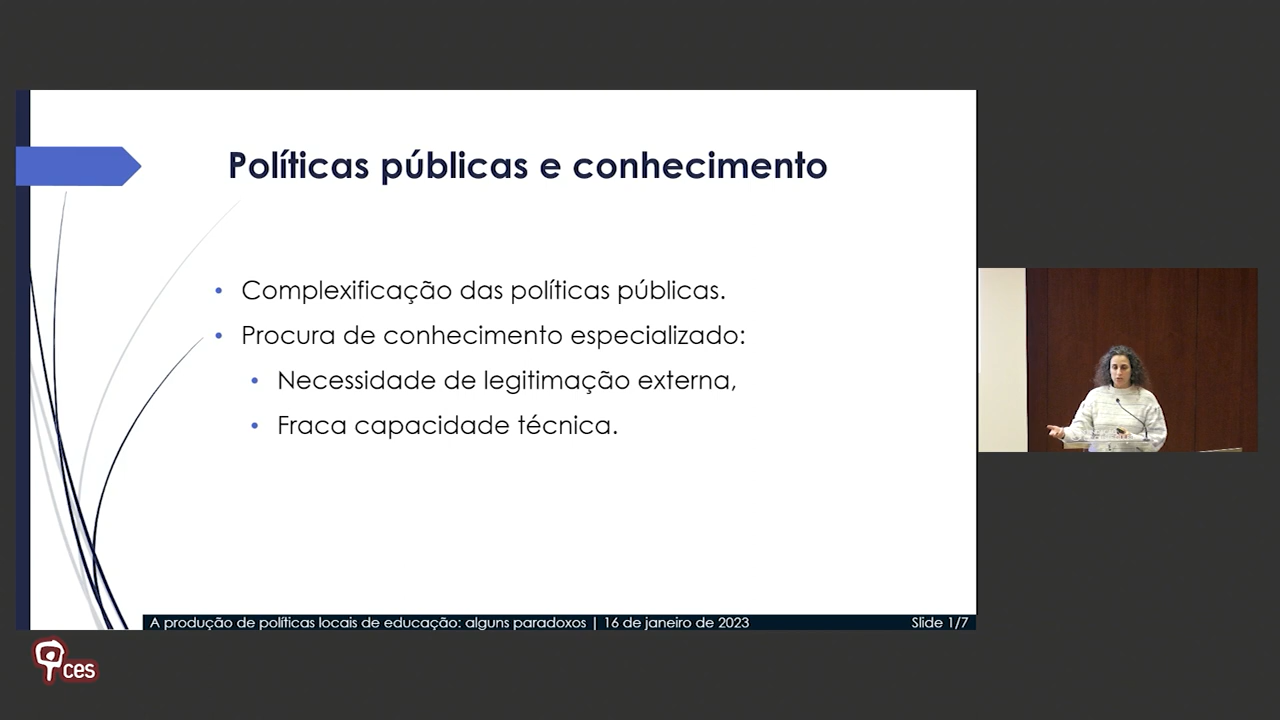 Políticas públicas e conhecimento
• Complexificação das políticas públicas.
• Procura de conhecimento especializado:
• Necessidade de legitimação externa,
• Fraca capacidade técnica.
A produção de políticas locais de educação: alguns paradoxos | 16 de janeiro de 2023 Slide 1/7
ces